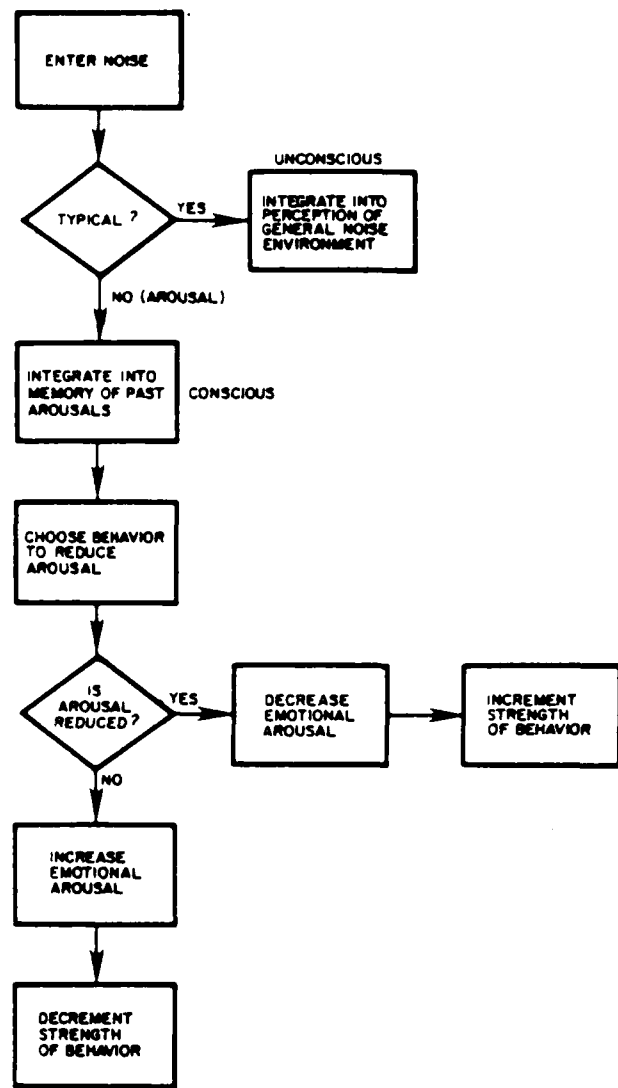 ENTER NOISE
TYPICAL ?
YES
UNCONSCIOUS
INTEGRATE INTO
PERCEPTION OF
GENERAL NOISE
ENVIRONMENT
NO (AROUSAL)
INTEGRATE INTO
MEMORY OF PAST
AROUSALS
CONSCIOUS
CHOOSE BEHAVIOR
TO REDUCE
AROUSAL
IS
AROUSAL
REDUCED?
YES
DECREASE
EMOTIONAL
AROUSAL
INCREMENT
STRENGTH
OF BEHAVIOR
NO
INCREASE
EMOTIONAL
AROUSAL
DECREMENT
STRENGTH
OF BEHAVIOR